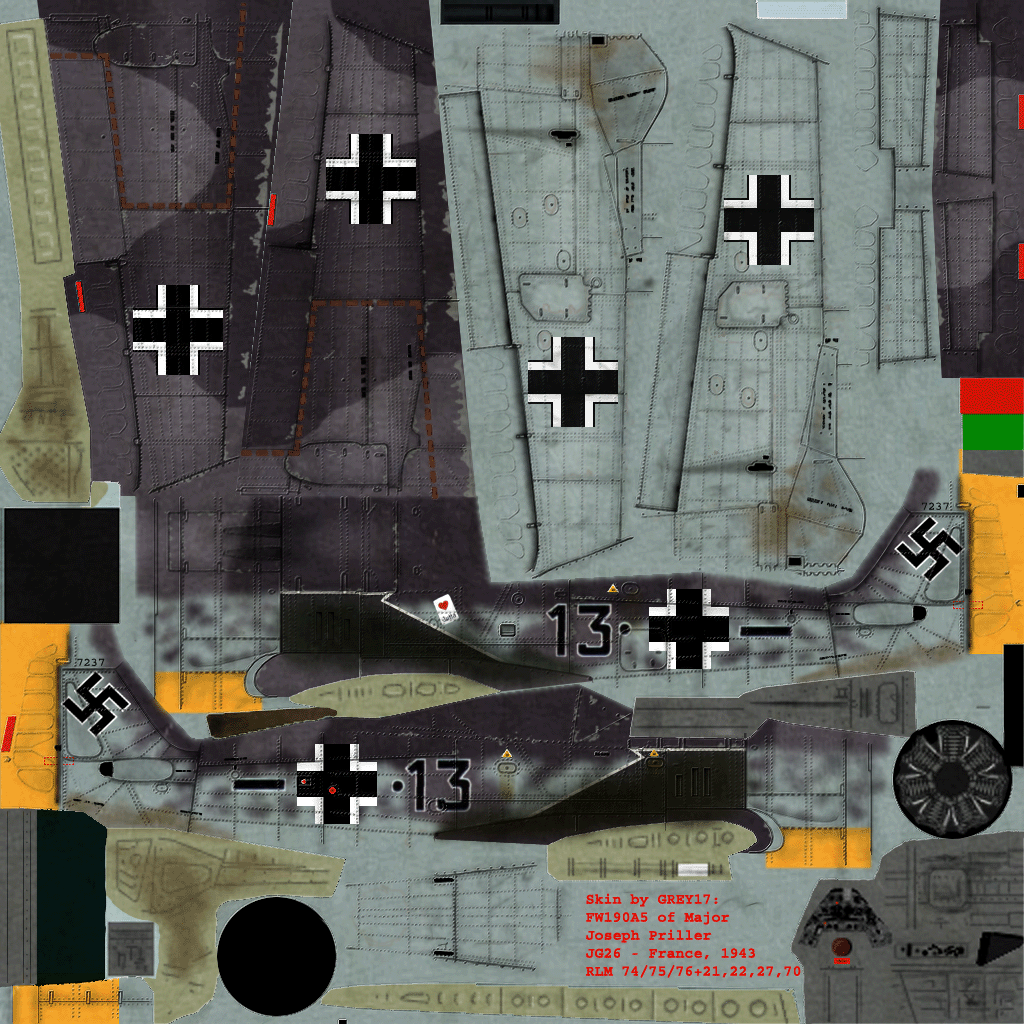 7237
13
7237
13
Skin by GREY17:
FW190A5 of Major
Joseph Priller
JG26 - France, 1943
RLM 74/75/76+21,22,27,70